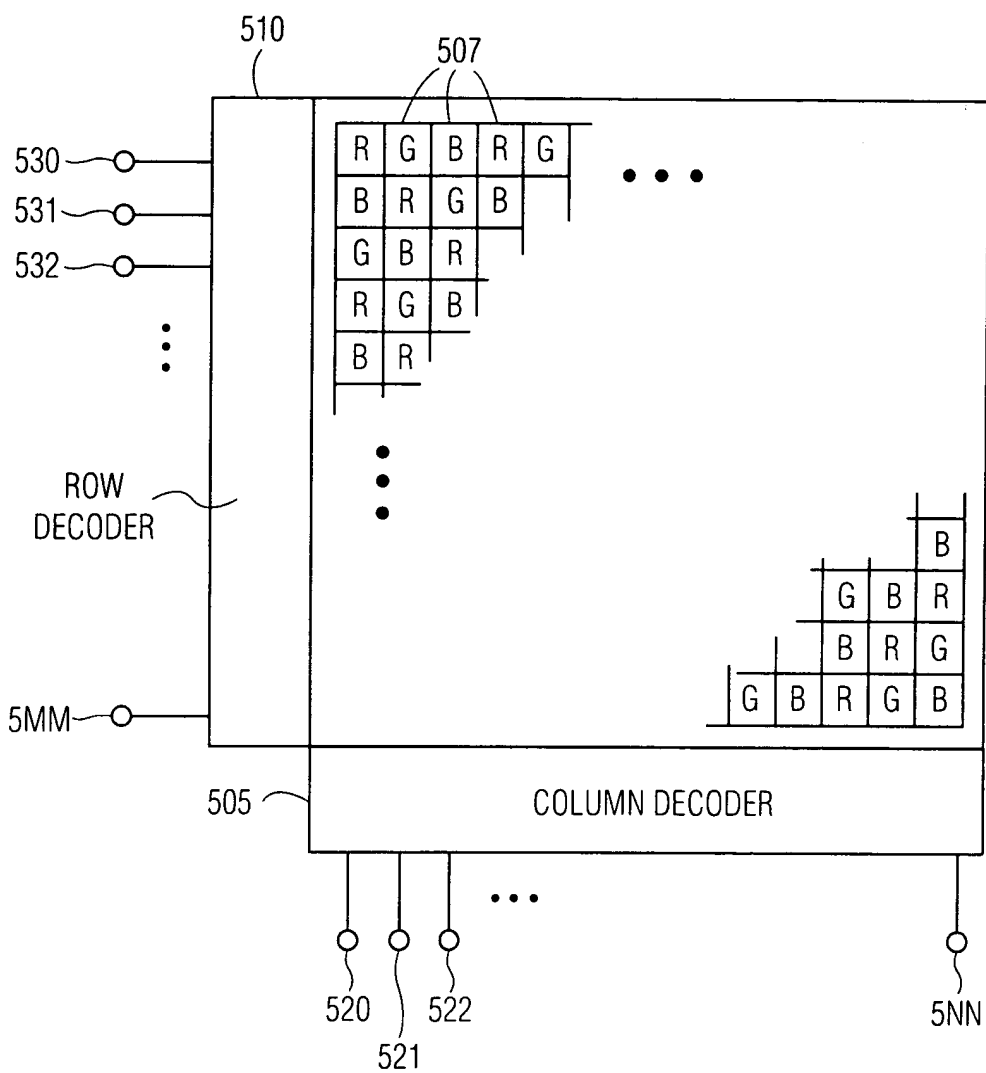 510
507
530
531
532
R G B R G
B R G B
G B R
R G B
B R
ROW
DECODER
B
G B R
B R G
G B R G B
5MM
505
COLUMN DECODER
520
521
522
5NN